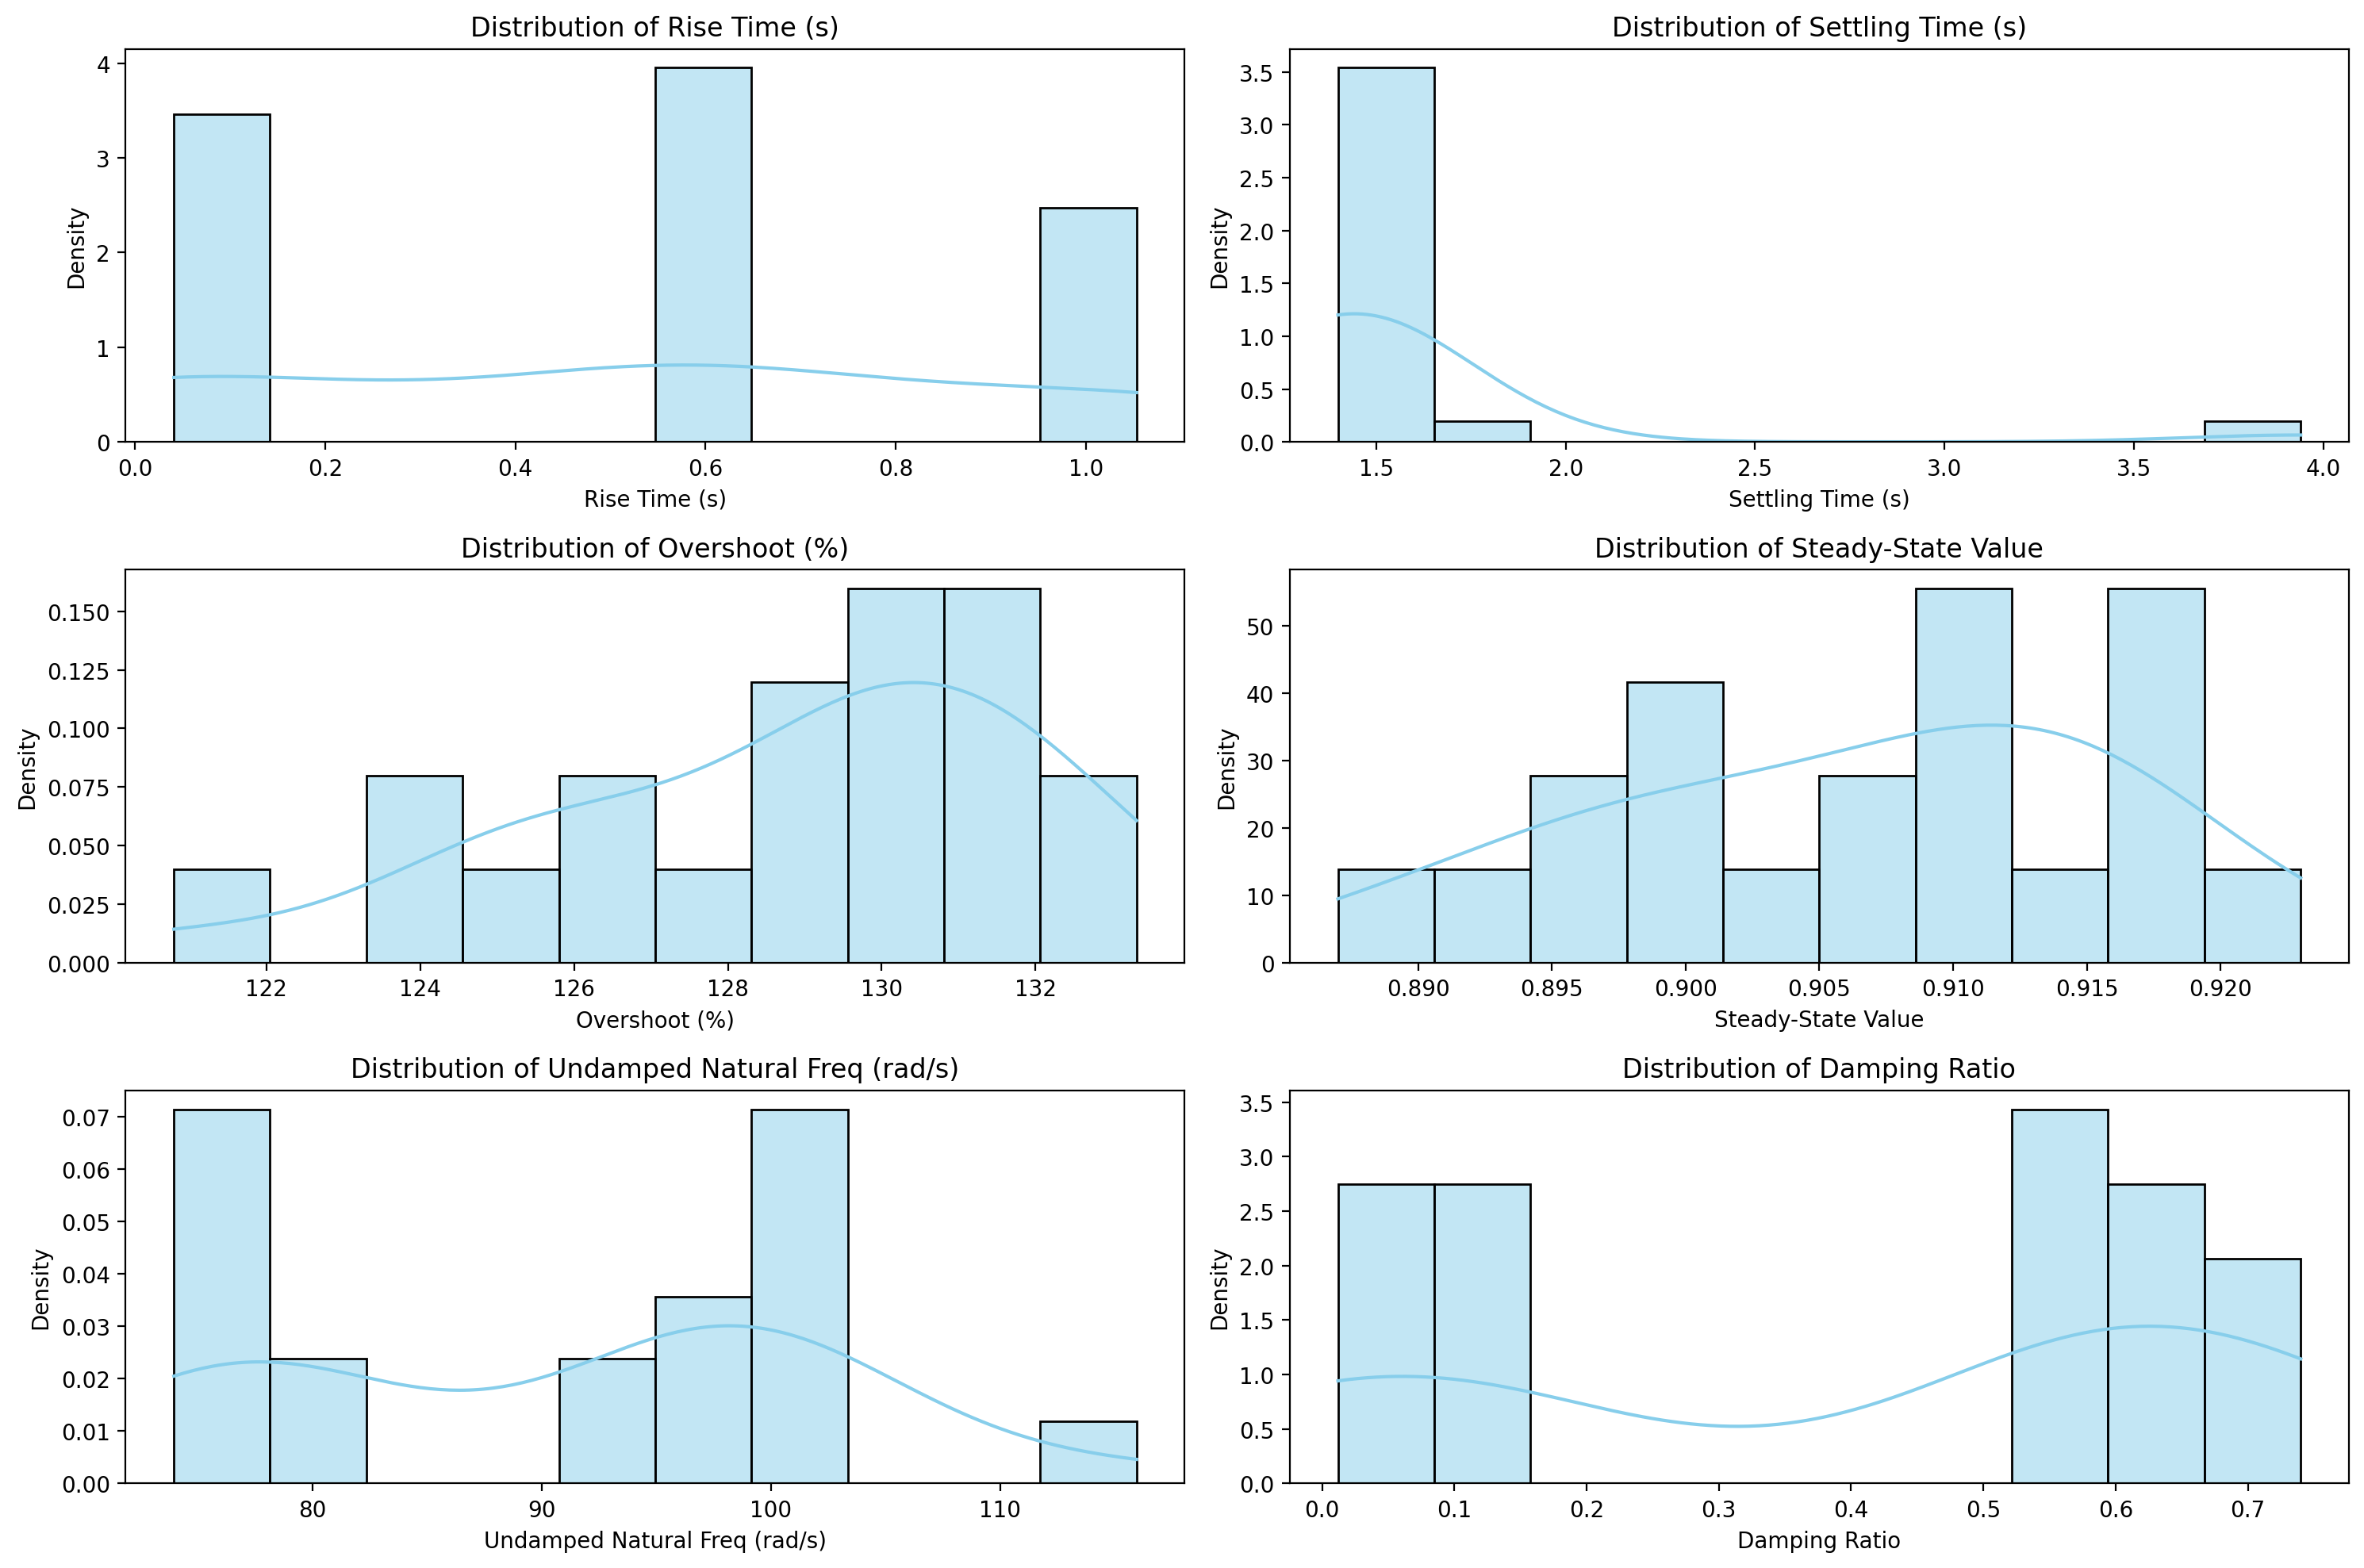 Distribution of Rise Time (s)
4
3
2
1
0
Density
0.0 0.2 0.4 0.6 0.8 1.0
Rise Time (s)
Distribution of Settling Time (s)
3.5
3.0
2.5
2.0
1.5
1.0
0.5
0.0
Density
1.5 2.0 2.5 3.0 3.5 4.0
Settling Time (s)
Distribution of Overshoot (%)
0.150
0.125
0.100
0.075
0.050
0.025
0.000
Density
122 124 126 128 130 132
Overshoot (%)
Distribution of Steady-State Value
50
40
30
20
10
0
Density
0.890 0.895 0.900 0.905 0.910 0.915 0.920
Steady-State Value
Distribution of Undamped Natural Freq (rad/s)
0.07
0.06
0.05
0.04
0.03
0.02
0.01
0.00
Density
80 90 100 110
Undamped Natural Freq (rad/s)
Distribution of Damping Ratio
3.5
3.0
2.5
2.0
1.5
1.0
0.5
0.0
Density
0.0 0.1 0.2 0.3 0.4 0.5 0.6 0.7
Damping Ratio